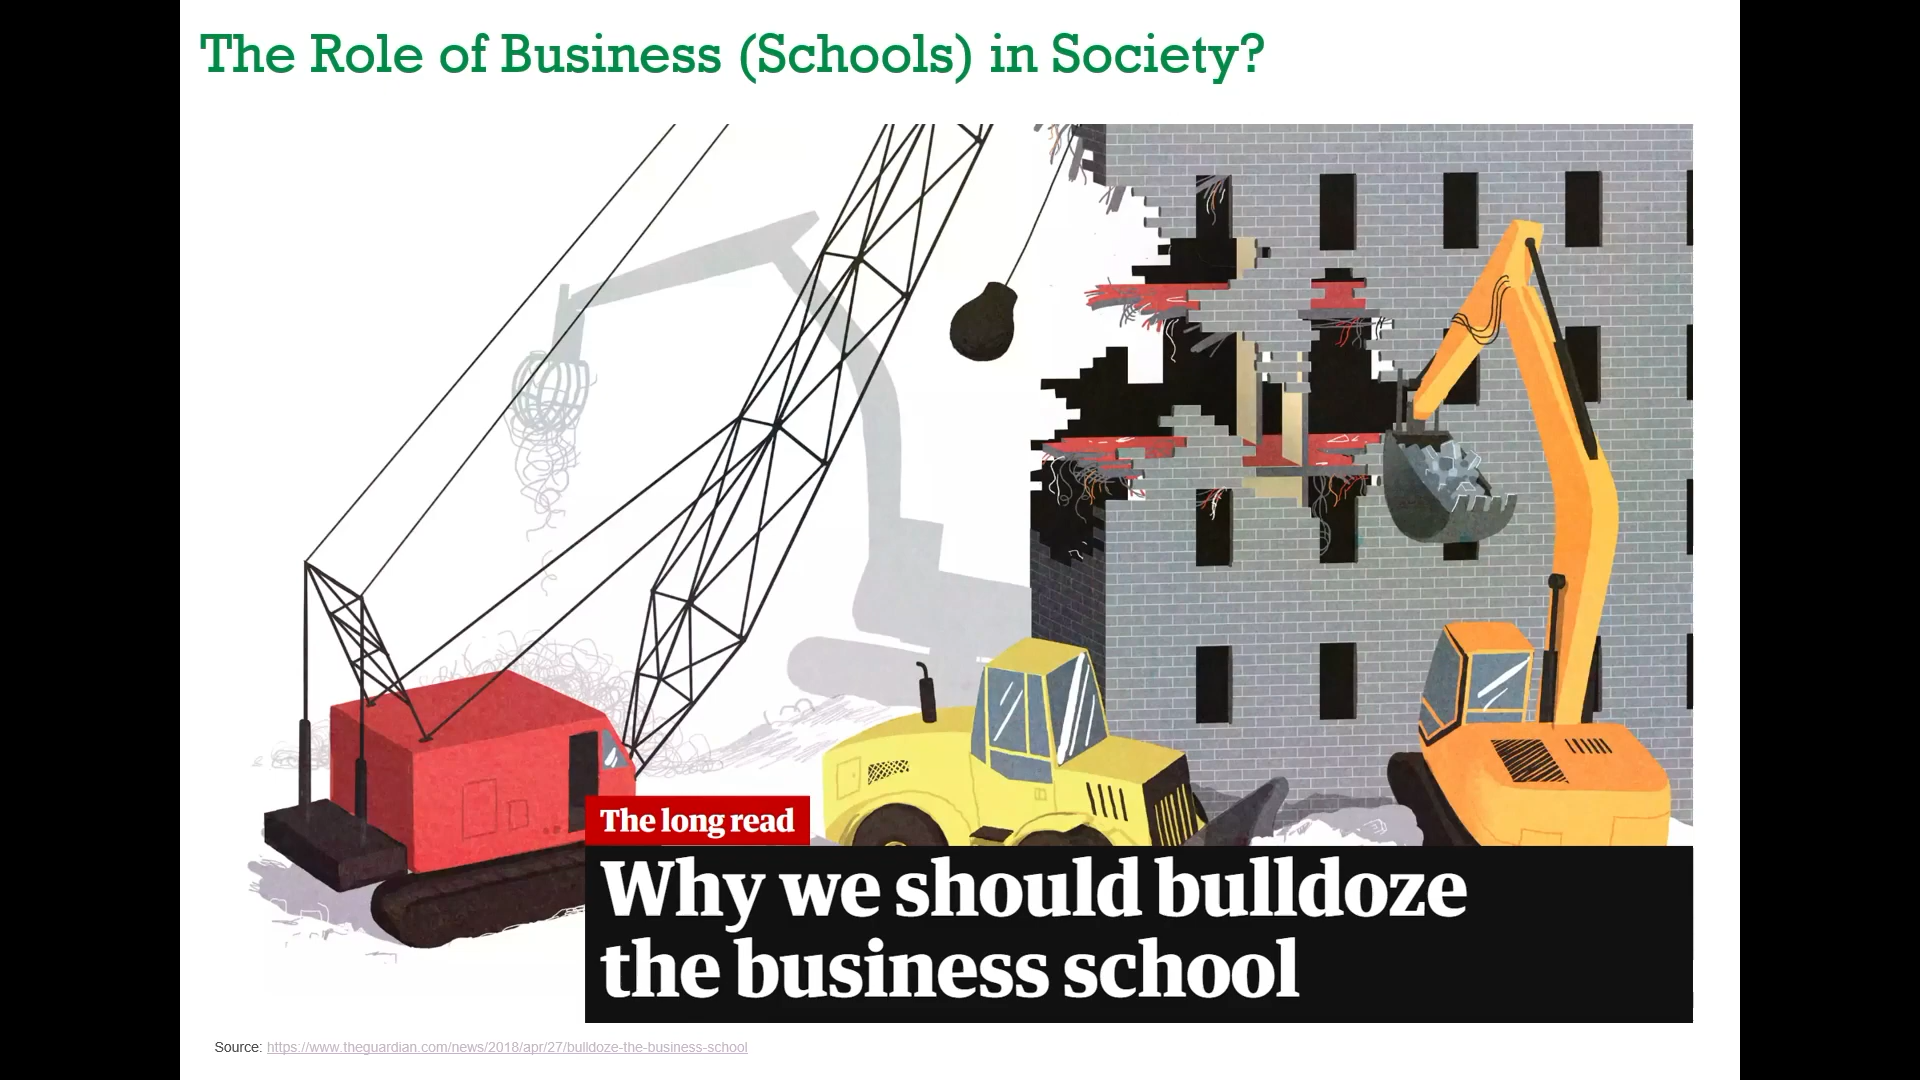 The Role of Business (Schools) in Society?
The long read
Why we should bulldoze
the business school
Source: https://www.theguardian.com/news/2018/apr/27/bulldoze-the-business-school